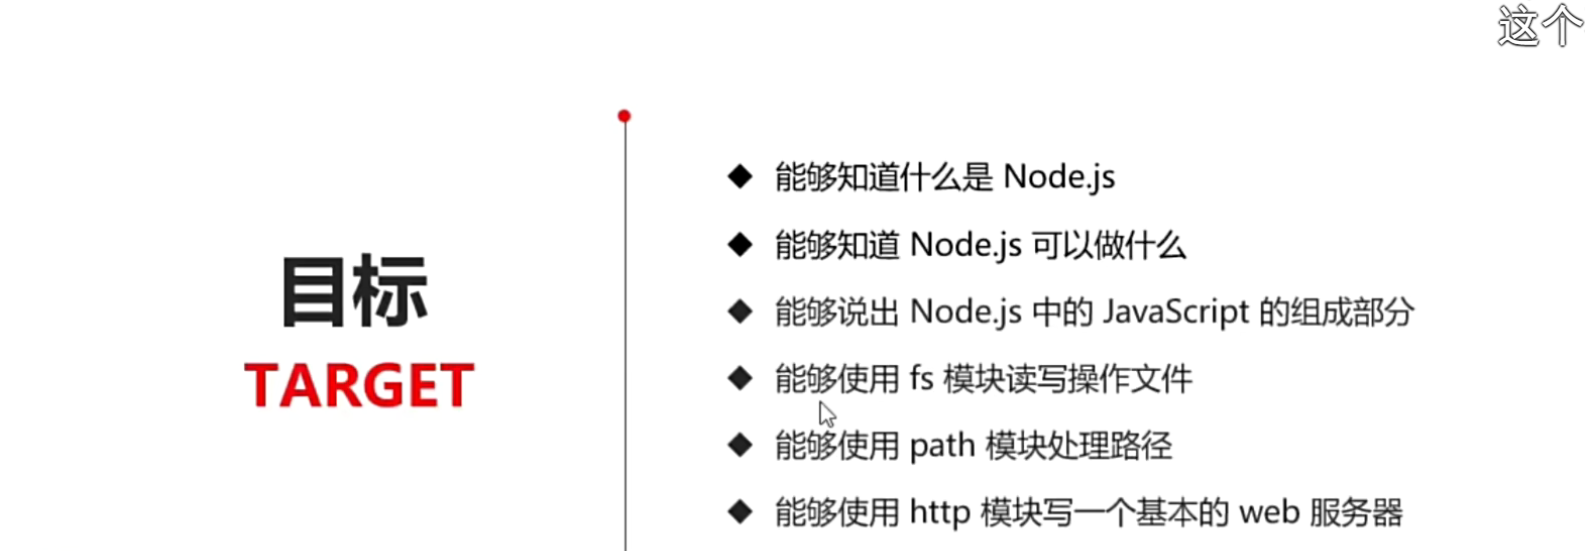 这个
目标
TARGET
能够知道什么是 Node.js
能够知道 Node.js 可以做什么
能够说出 Node.js 中的 JavaScript 的组成部分
能够使用 fs 模块读写操作文件
能够使用 path 模块处理路径
能够使用 http 模块写一个基本的 web 服务器